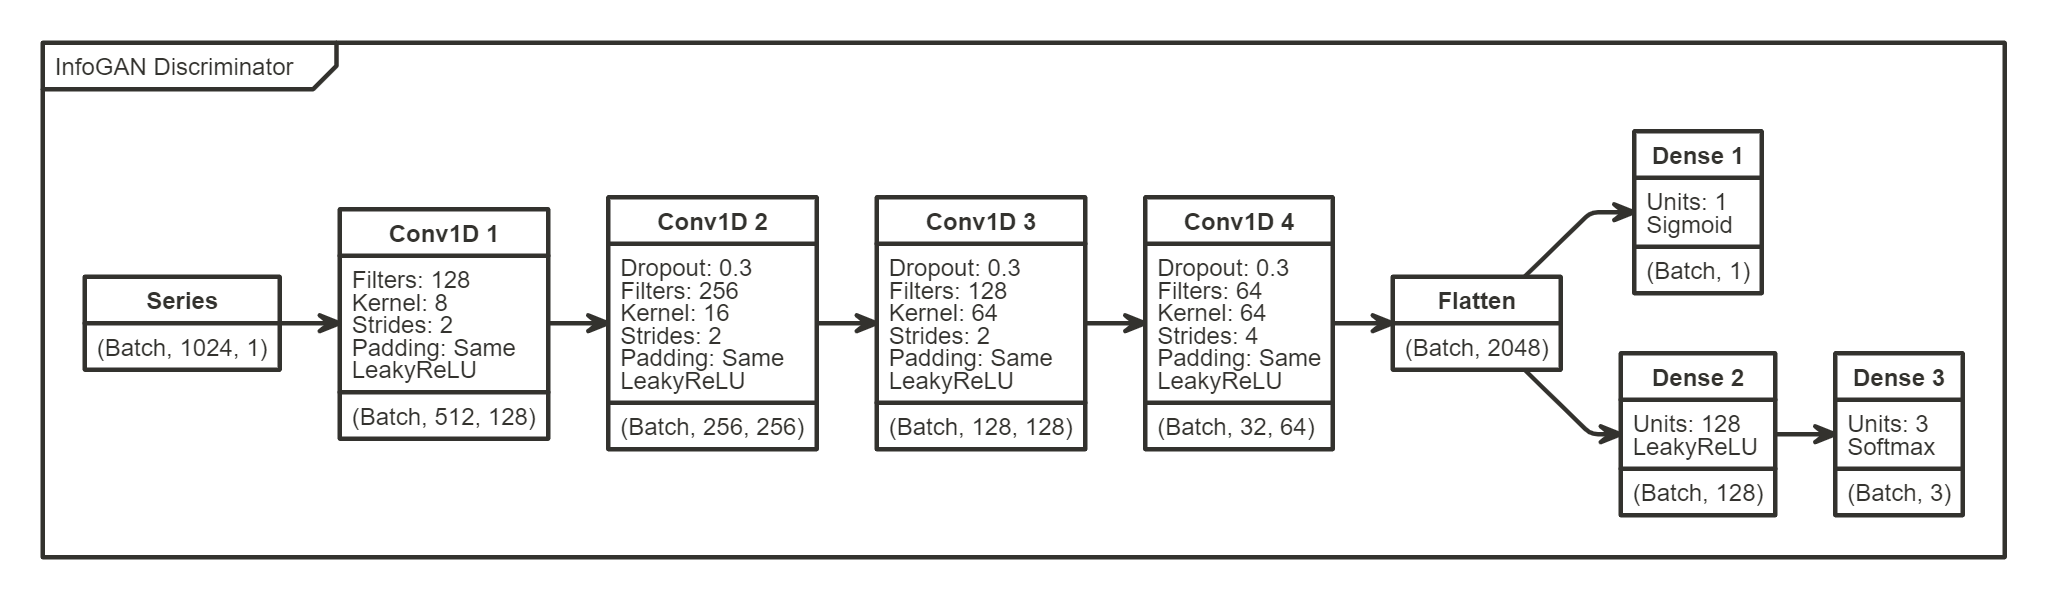 InfoGAN Discriminator
Series
(Batch, 1024, 1)
Conv1D 1
Filters: 128
Kernel: 8
Strides: 2
Padding: Same
LeakyReLU
(Batch, 512, 128)
Conv1D 2
Dropout: 0.3
Filters: 256
Kernel: 16
Strides: 2
Padding: Same
LeakyReLU
(Batch, 256, 256)
Conv1D 3
Dropout: 0.3
Filters: 128
Kernel: 64
Strides: 2
Padding: Same
LeakyReLU
(Batch, 128, 128)
Conv1D 4
Dropout: 0.3
Filters: 64
Kernel: 64
Strides: 4
Padding: Same
LeakyReLU
(Batch, 32, 64)
Flatten
(Batch, 2048)
Dense 1
Units: 1
Sigmoid
(Batch, 1)
Dense 2
Units: 128
LeakyReLU
(Batch, 128)
Dense 3
Units: 3
Softmax
(Batch, 3)